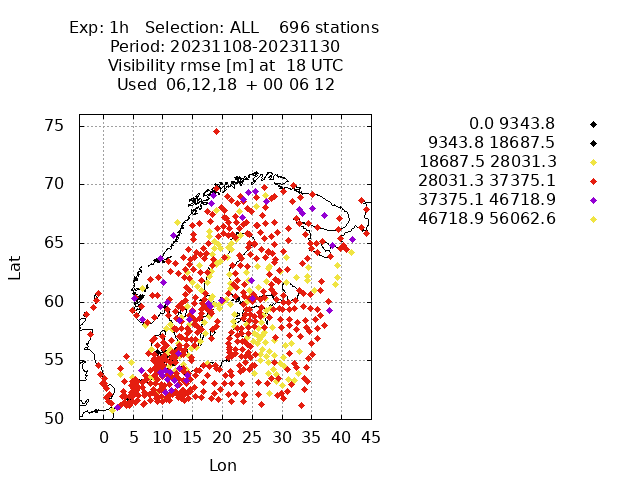 Exp: 1h   Selection: ALL    696 stations
Period: 20231108-20231130
Visibility rmse [m] at  18 UTC
Used  06,12,18  + 00 06 12
0.0 9343.8
9343.8 18687.5
18687.5 28031.3
28031.3 37375.1
37375.1 46718.9
46718.9 56062.6
75
70
65
60
55
50
Lat
0 5 10 15 20 25 30 35 40 45
Lon